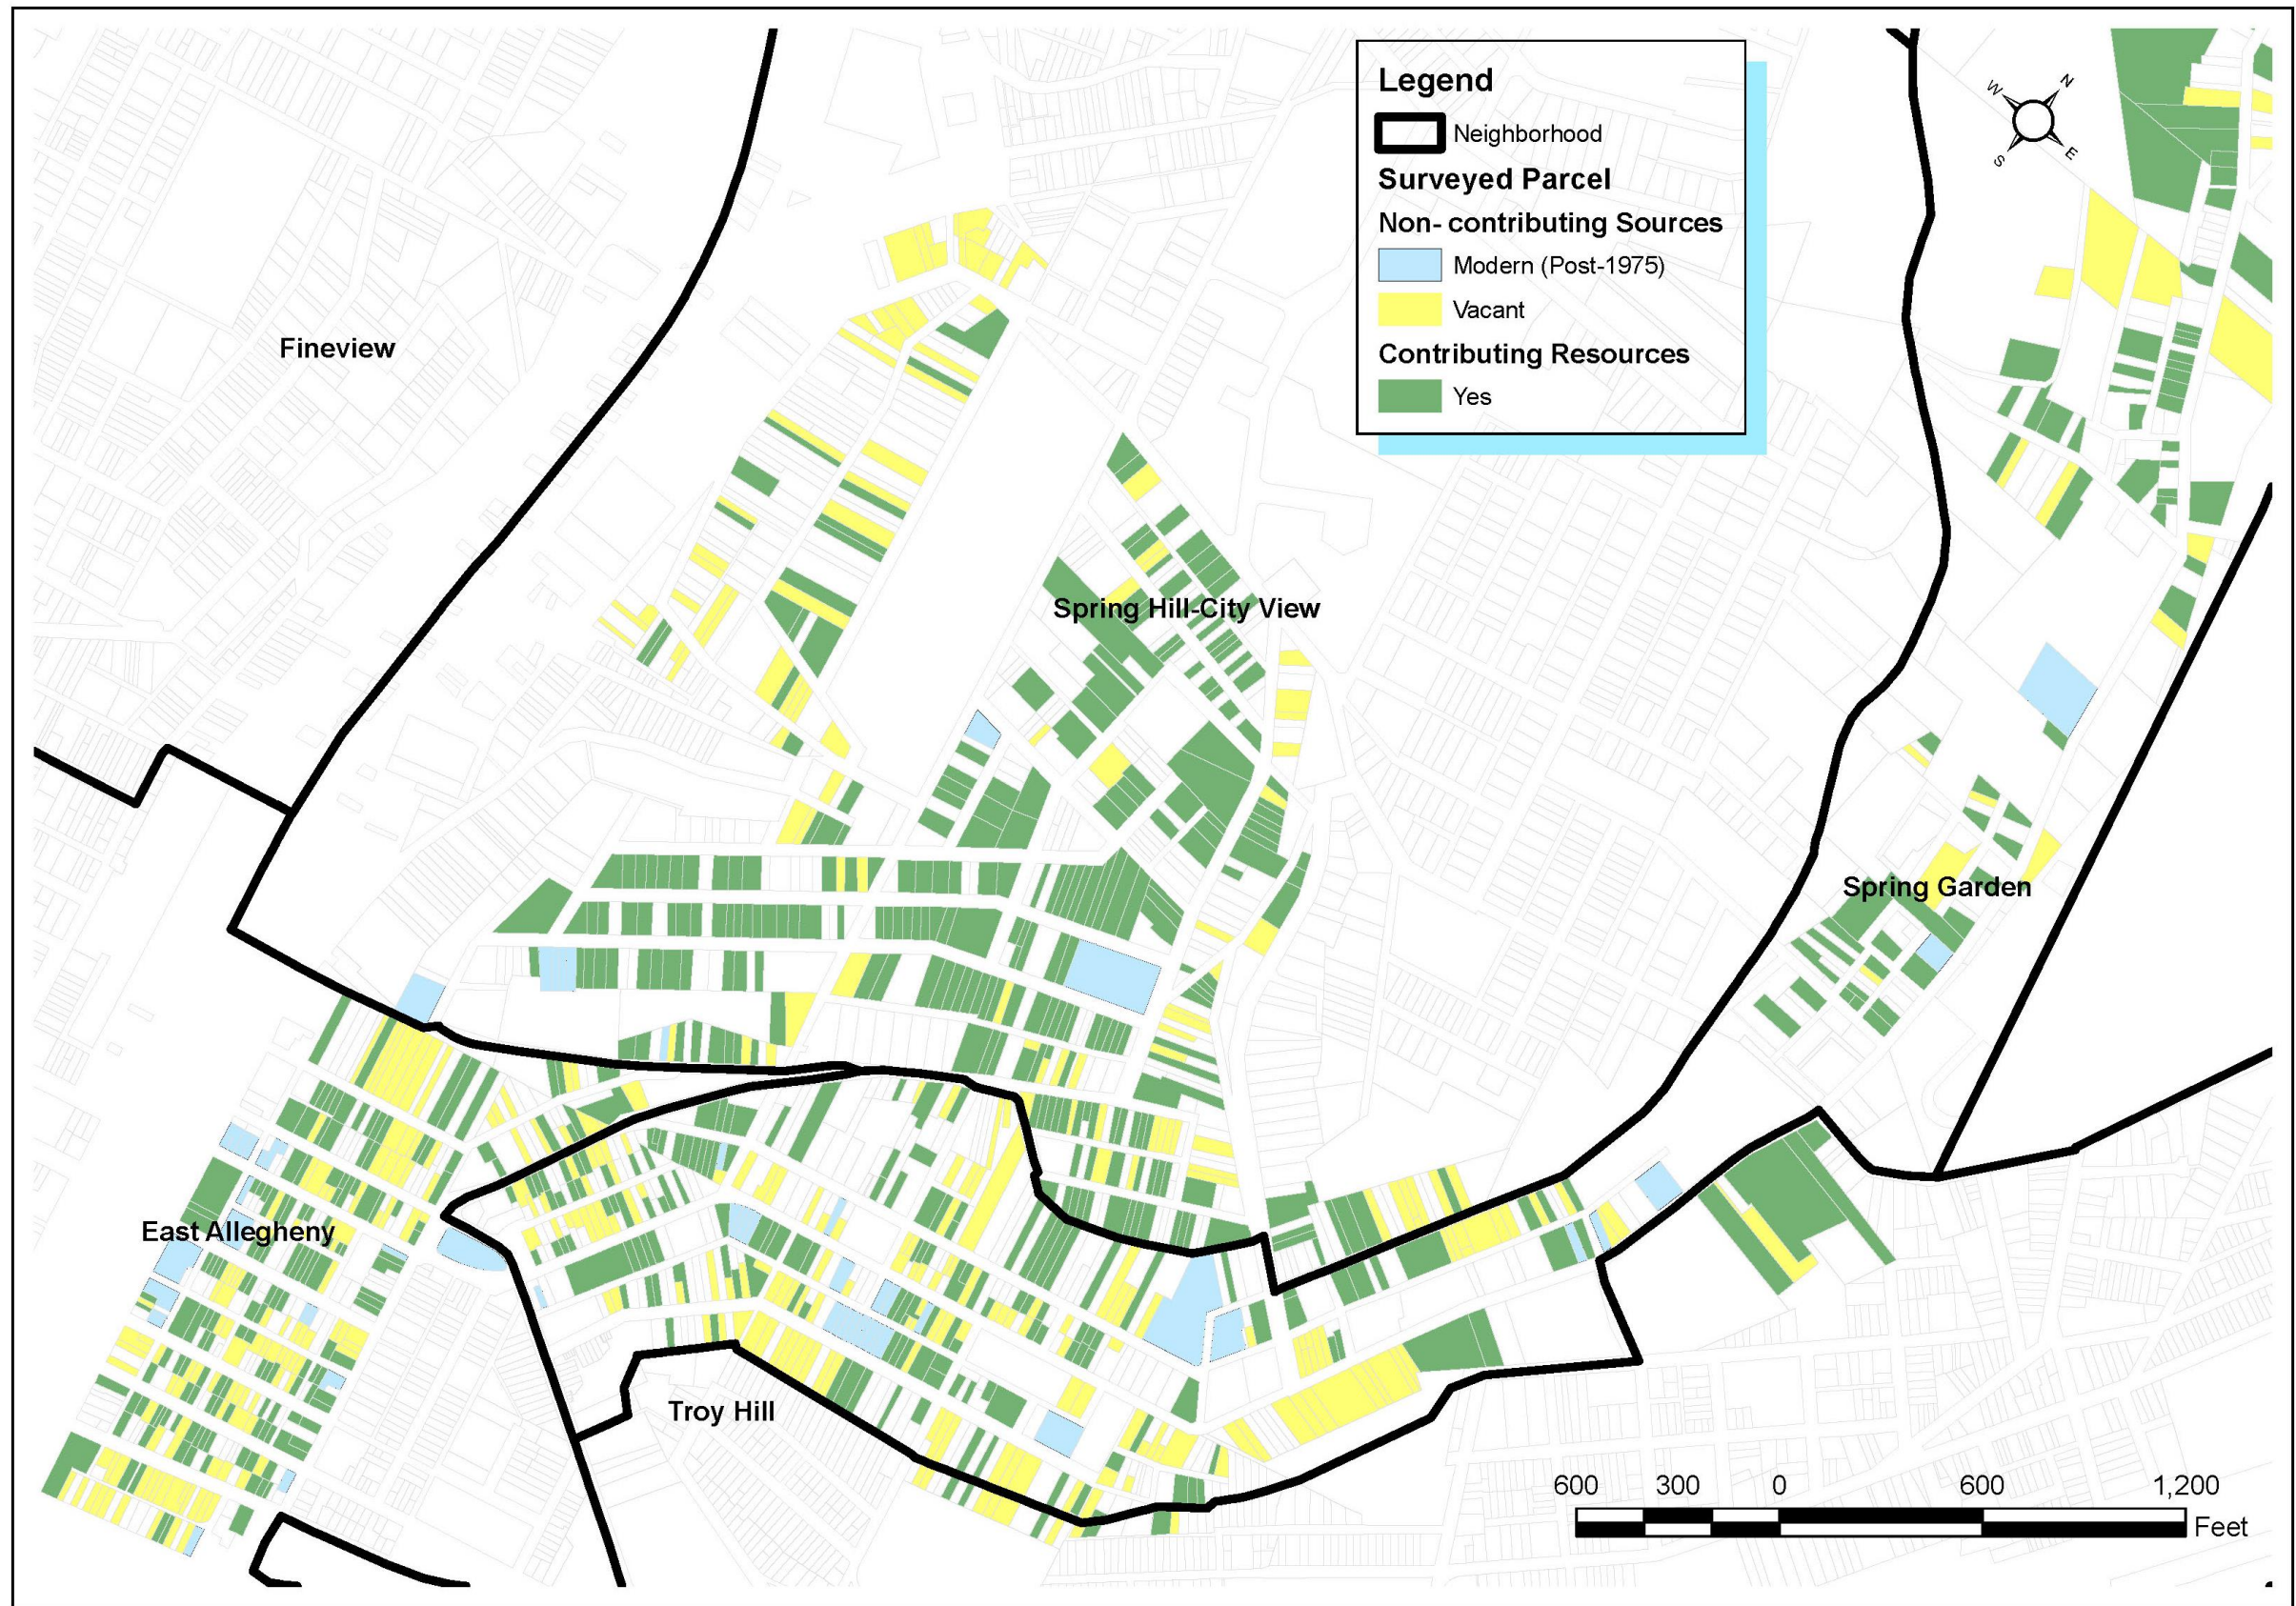 Legend
Neighborhood
Surveyed Parcel
Non- contributing Sources
Modern (Post-1975)
Vacant
Contributing Resources
Yes
W
N
S
E
Fineview
Spring Hill-City View
Spring Garden
East Allegheny
Troy Hill
600 300 0 600 1,200
Feet